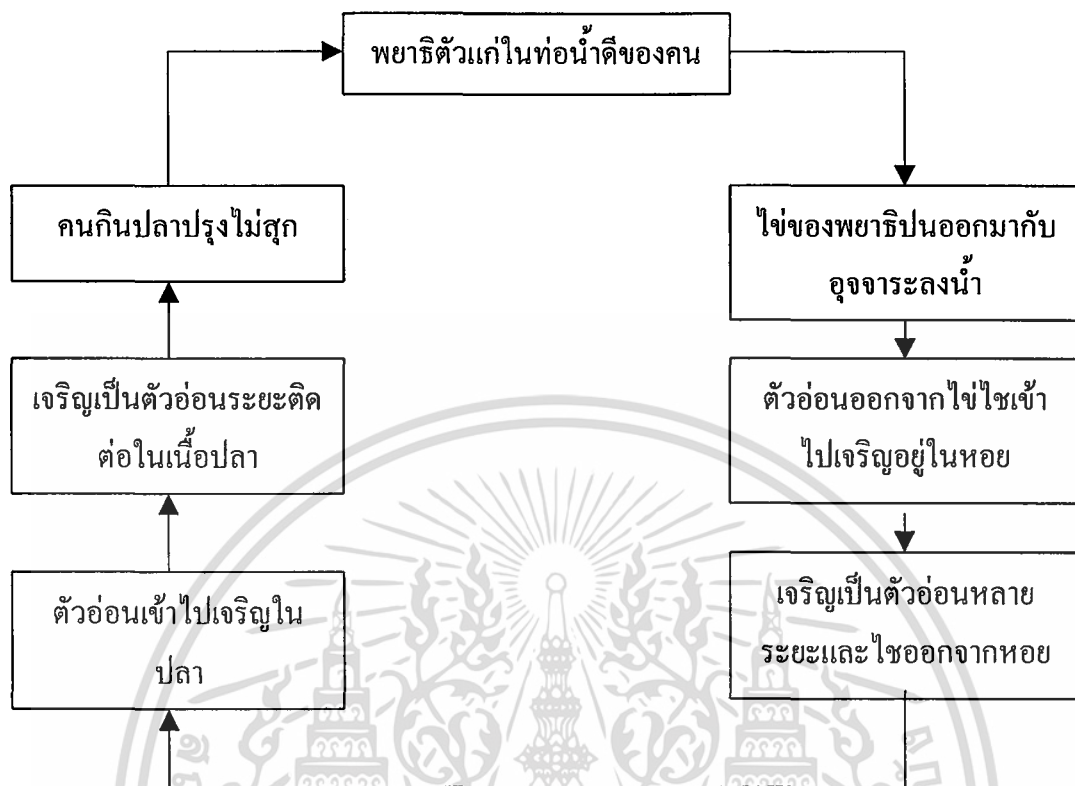 พยาธิตัวแก่ในท่อน้ำดีของคน
คนกินปลาปรุงไม่สุก
ไข่ของพยาธิปนออกมากับ
อุจจาระลงน้ำ
เจริญเป็นตัวอ่อนระยะติด
ต่อในเนื้อปลา
ตัวอ่อนออกจากไข่ไชเข้า
ไปเจริญอยู่ในหอย
ตัวอ่อนเข้าไปเจริญใน
ปลา
เจริญเป็นตัวอ่อนหลาย
ระยะและไชออกจากหอย